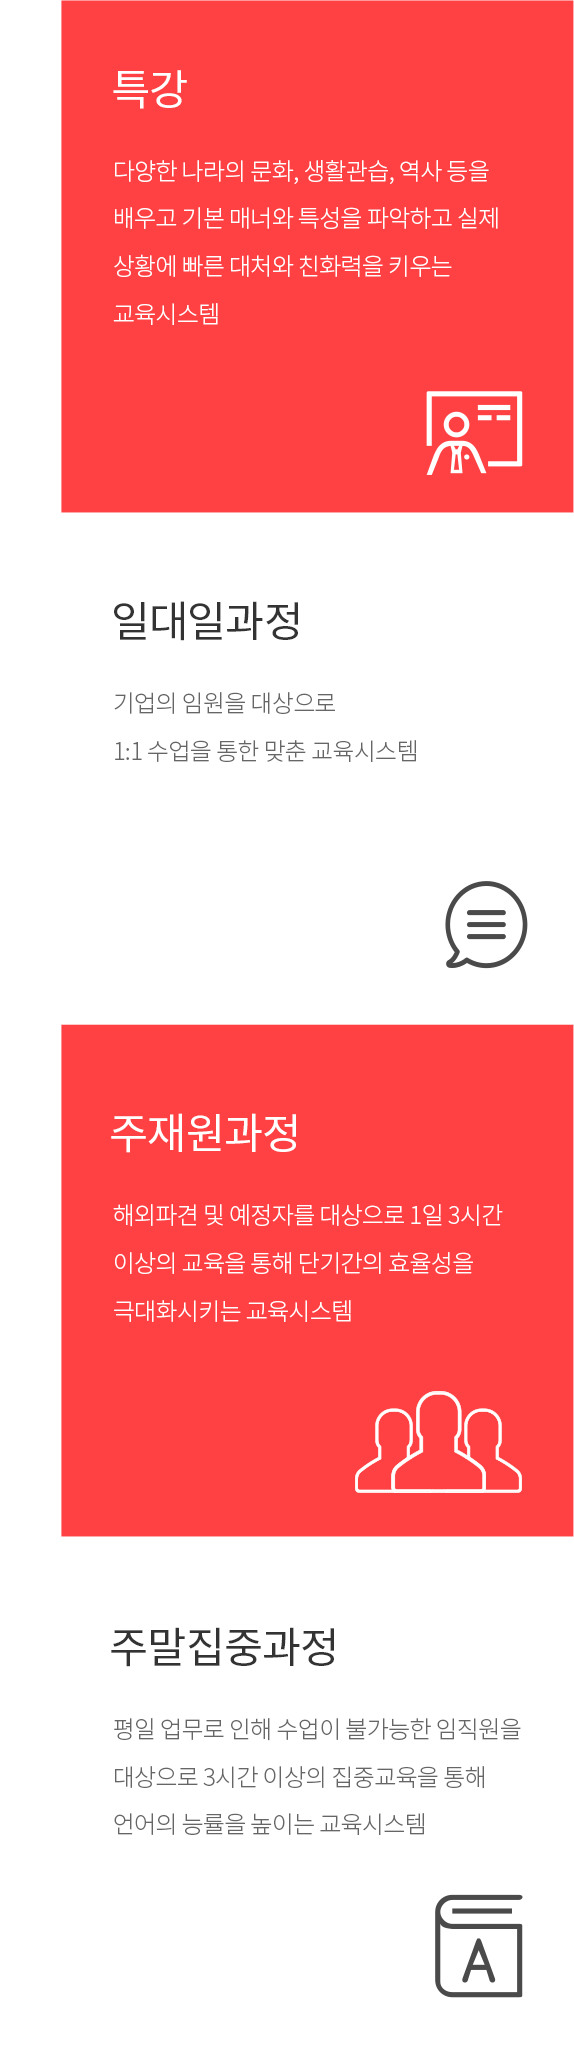 특강
다양한 나라의 문화, 생활관습, 역사 등을
배우고 기본 매너와 특성을 파악하고 실제
상황에 빠른 대처와 친화력을 키우는
교육시스템
일대일과정
기업의 임원을 대상으로
1:1 수업을 통한 맞춘 교육시스템
주재원과정
해외파견 및 예정자를 대상으로 1일 3시간
이상의 교육을 통해 단기간의 효율성을
극대화시키는 교육시스템
주말집중과정
평일 업무로 인해 수업이 불가능한 임직원을
대상으로 3시간 이상의 집중교육을 통해
언어의 능률을 높이는 교육시스템
A